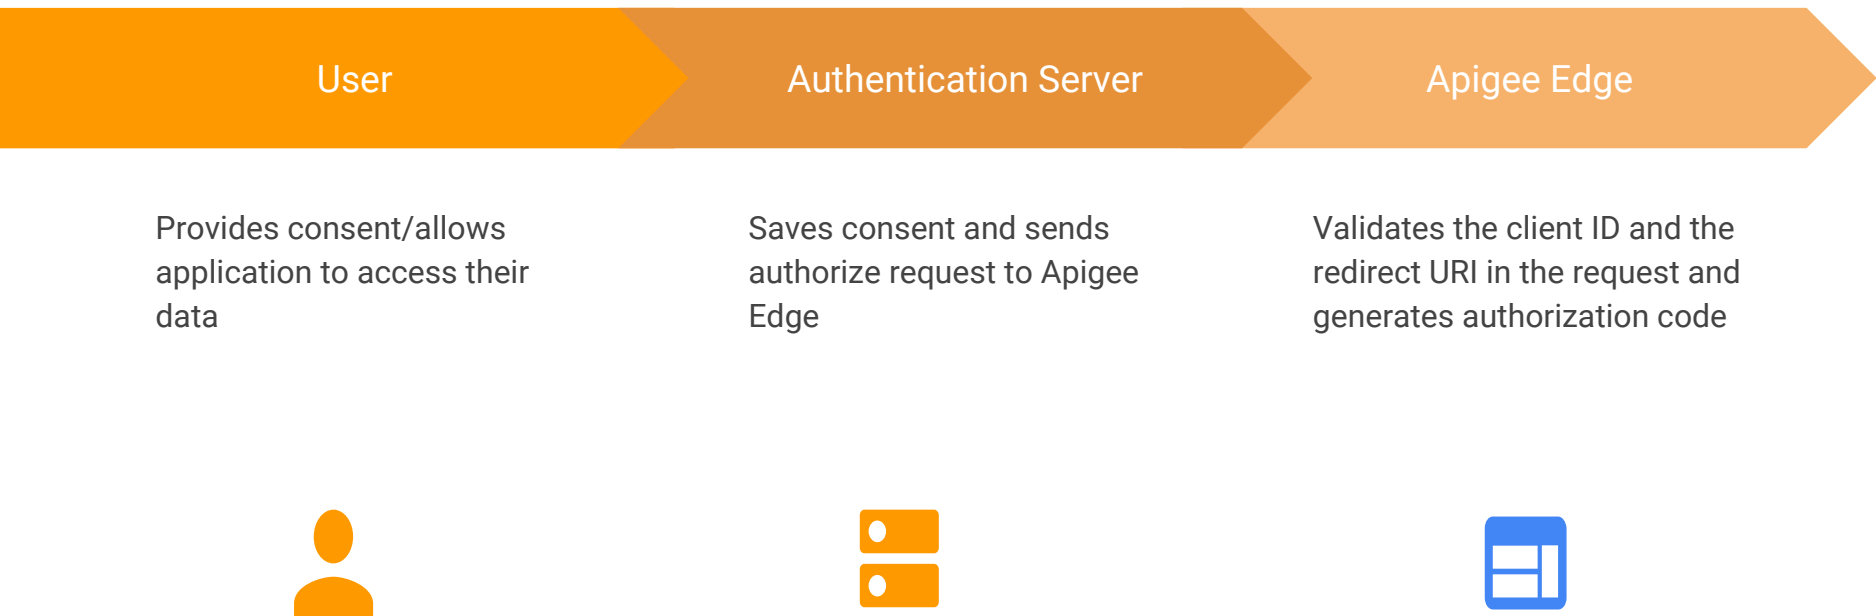 User
Authentication Server
Apigee Edge
Provides consent/allows
application to access their
data
Saves consent and sends
authorize request to Apigee
Edge
Validates the client ID and the
redirect URI in the request and
generates authorization code